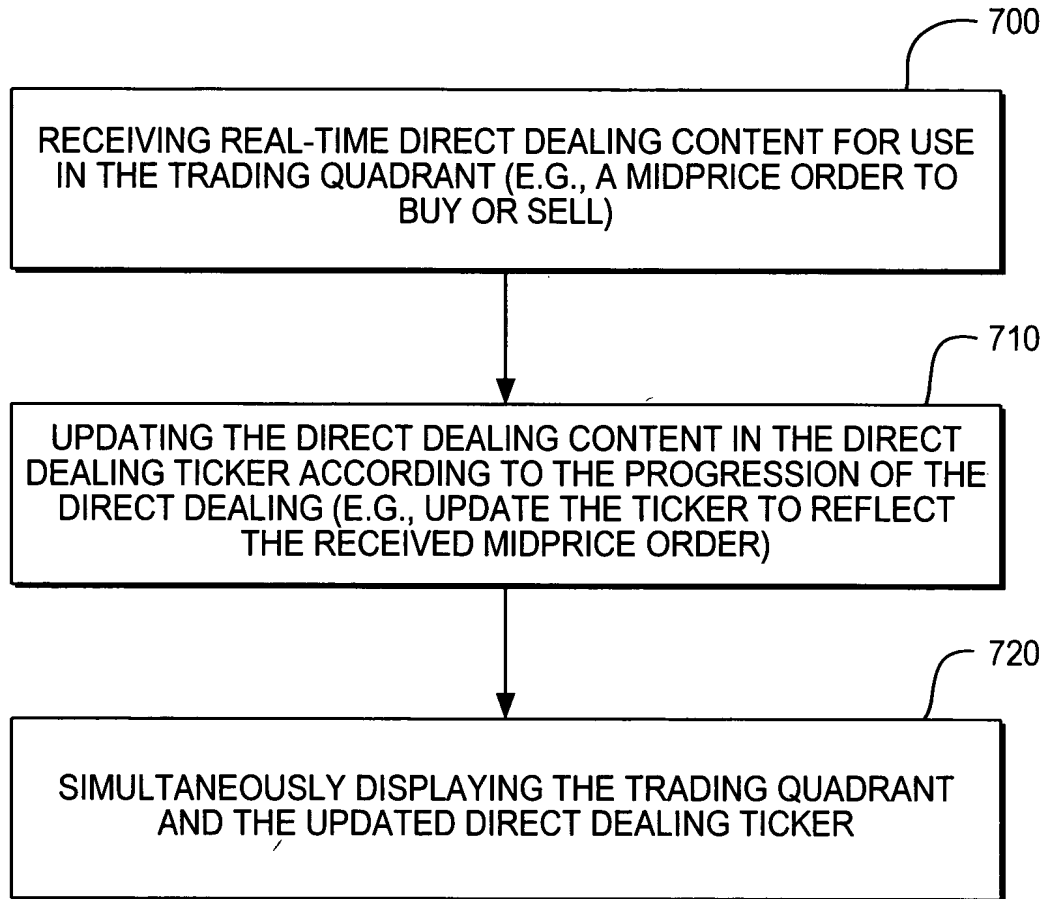 700
RECEIVING REAL-TIME DIRECT DEALING CONTENT FOR USE
IN THE TRADING QUADRANT (E.G., A MIDPRICE ORDER TO
BUY OR SELL)
710
UPDATING THE DIRECT DEALING CONTENT IN THE DIRECT
DEALING TICKER ACCORDING TO THE PROGRESSION OF THE
DIRECT DEALING (E.G., UPDATE THE TICKER TO REFLECT
THE RECEIVED MIDPRICE ORDER)
720
SIMULTANEOUSLY DISPLAYING THE TRADING QUADRANT
AND THE UPDATED DIRECT DEALING TICKER